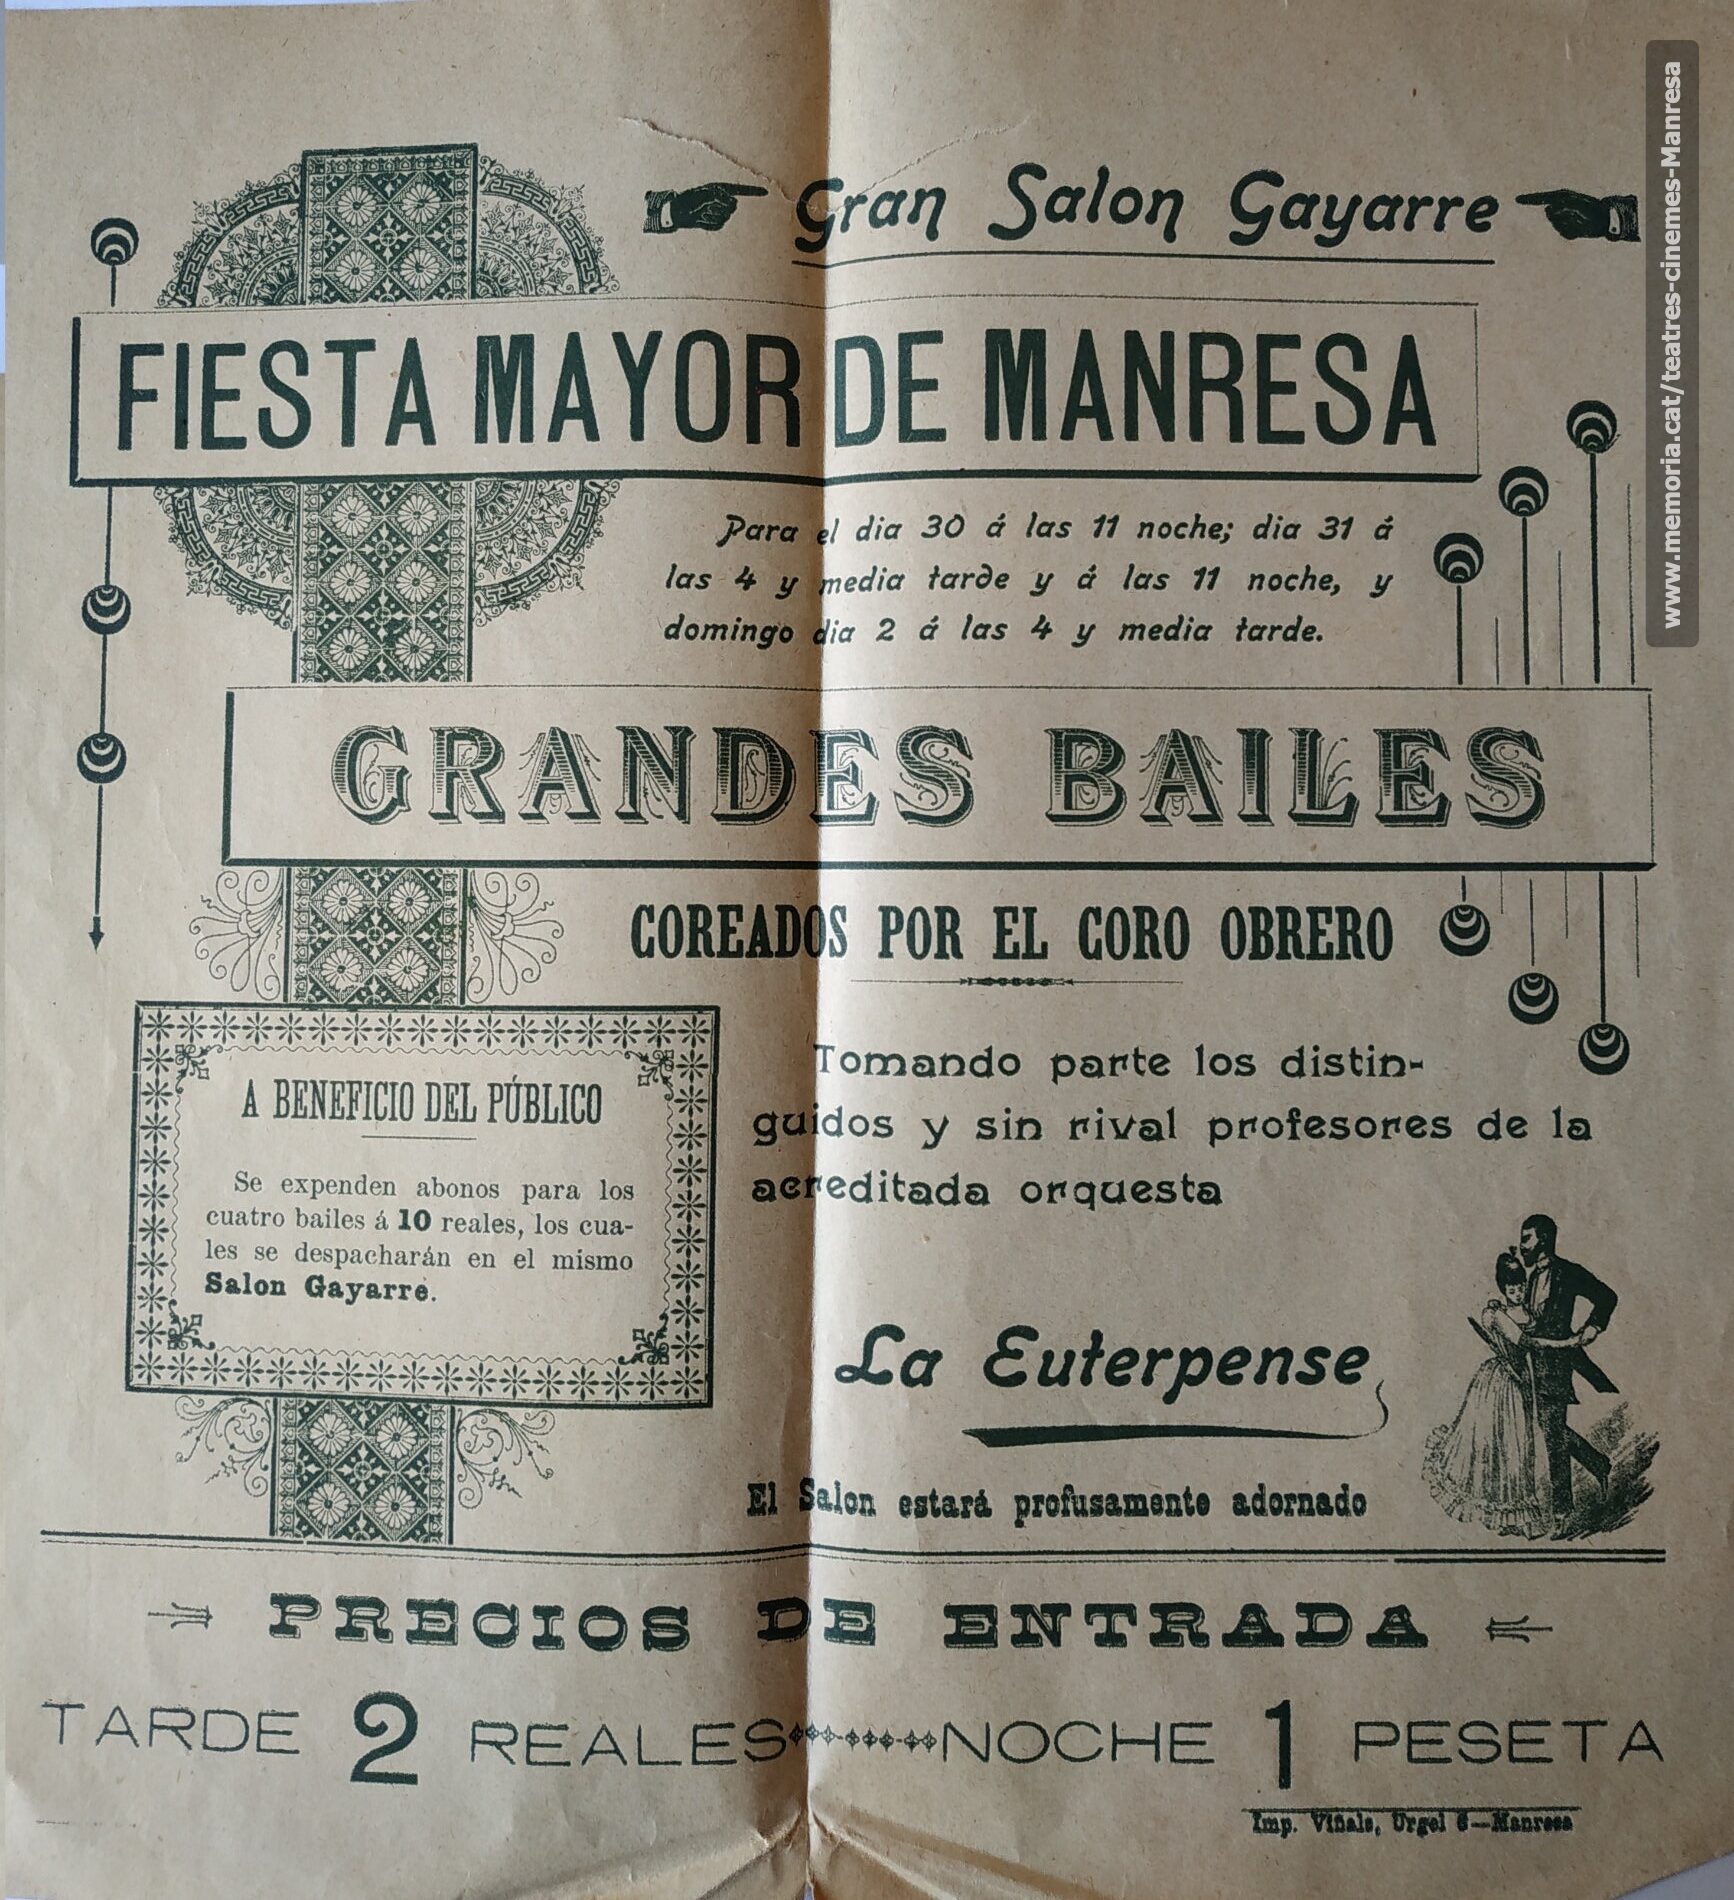 Gran Salon Gayarre
FIESTA MAYOR DE MANRESA
Para el dia 30 á las 11 noche; dia 31 á
las 4 y media tarde y á las 11 noche, y
domingo dia 2 á las 4 y media tarde.
GRANDES BAILES
COREADOS POR EL CORO OBRERO
A BENEFICIO DEL PÚBLICO
Se expenden abonos para los
cuatro bailes á 10 reales, los cua-
les se despacharán en el mismo
Salon Gayarre.
Tomando parte los distin-
guidos y sin rival profesores de la
acreditada orquesta
La Euterpense
El Salon estará profusamente adornado
PRECIOS DE ENTRADA
TARDE 2 REALES NOCHE 1 PESETA
Imp. Viñals, Urgel 6—Manresa
www.memoria.cat/teatres-cinemes-Manresa